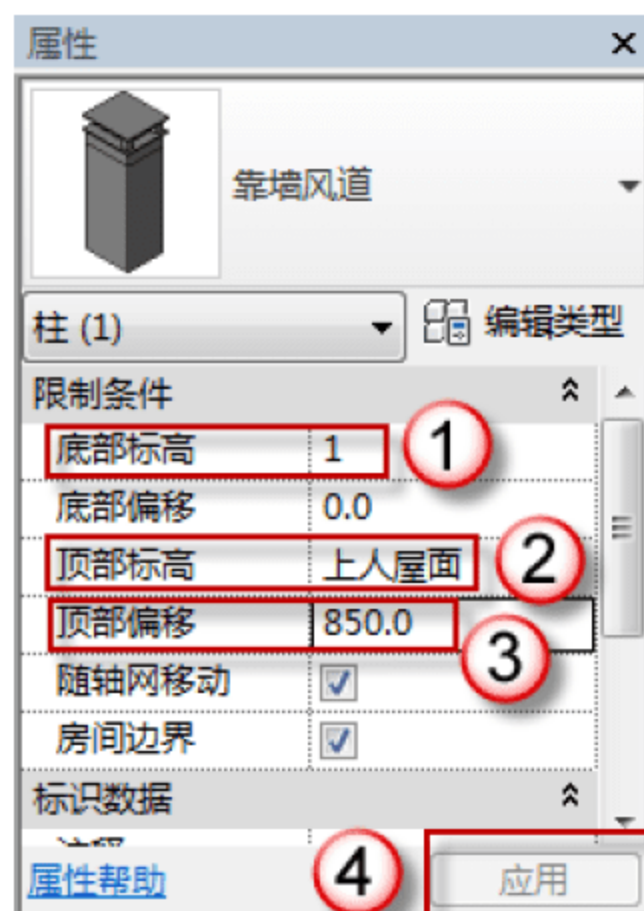 属性
靠墙风道
柱 (1)
编辑类型
限制条件
底部标高 1
1
底部偏移 0.0
顶部标高 上人屋面
2
顶部偏移 850.0
3
随轴网移动
房间边界
标识数据
属性帮助
4
应用